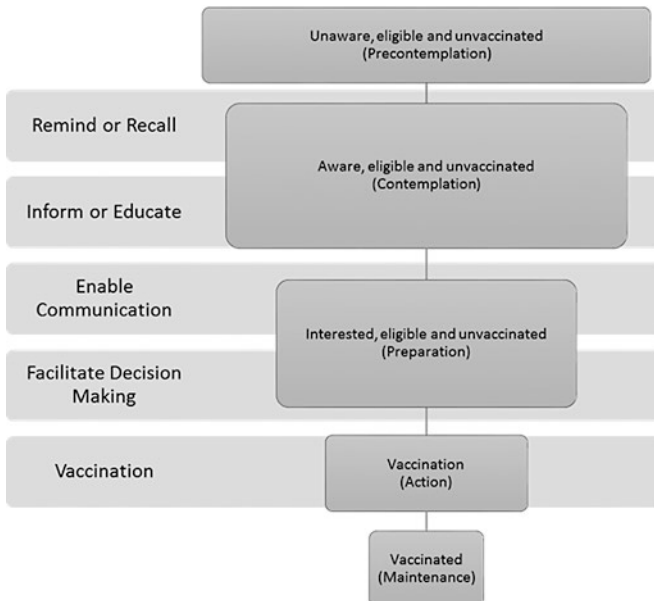 Unaware, eligible and unvaccinated
(Precontemplation)
Remind or Recall
Aware, eligible and unvaccinated
(Contemplation)
Inform or Educate
Enable
Communication
Interested, eligible and unvaccinated
(Preparation)
Facilitate Decision
Making
Vaccination
Vaccination
(Action)
Vaccinated
(Maintenance)